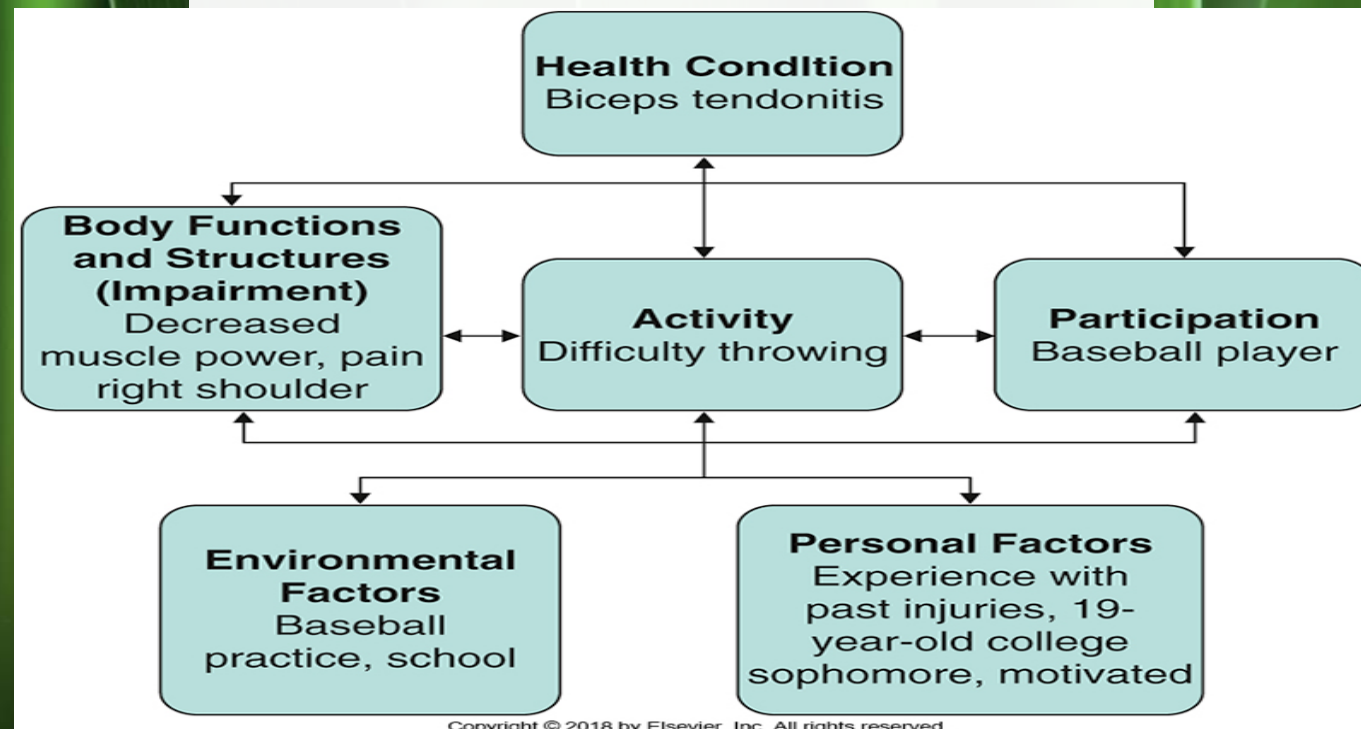 Health CondItion
Biceps tendonitis
Body Functions
and Structures
(Impairment)
Decreased
muscle power, pain
right shoulder
Activity
Difficulty throwing
Participation
Baseball player
Environmental
Factors
Baseball
practice, school
Personal Factors
Experience with
past injuries, 19-
year-old college
sophomore, motivated
Copyright © 2018 by Elsevier, Inc. All rights reserved